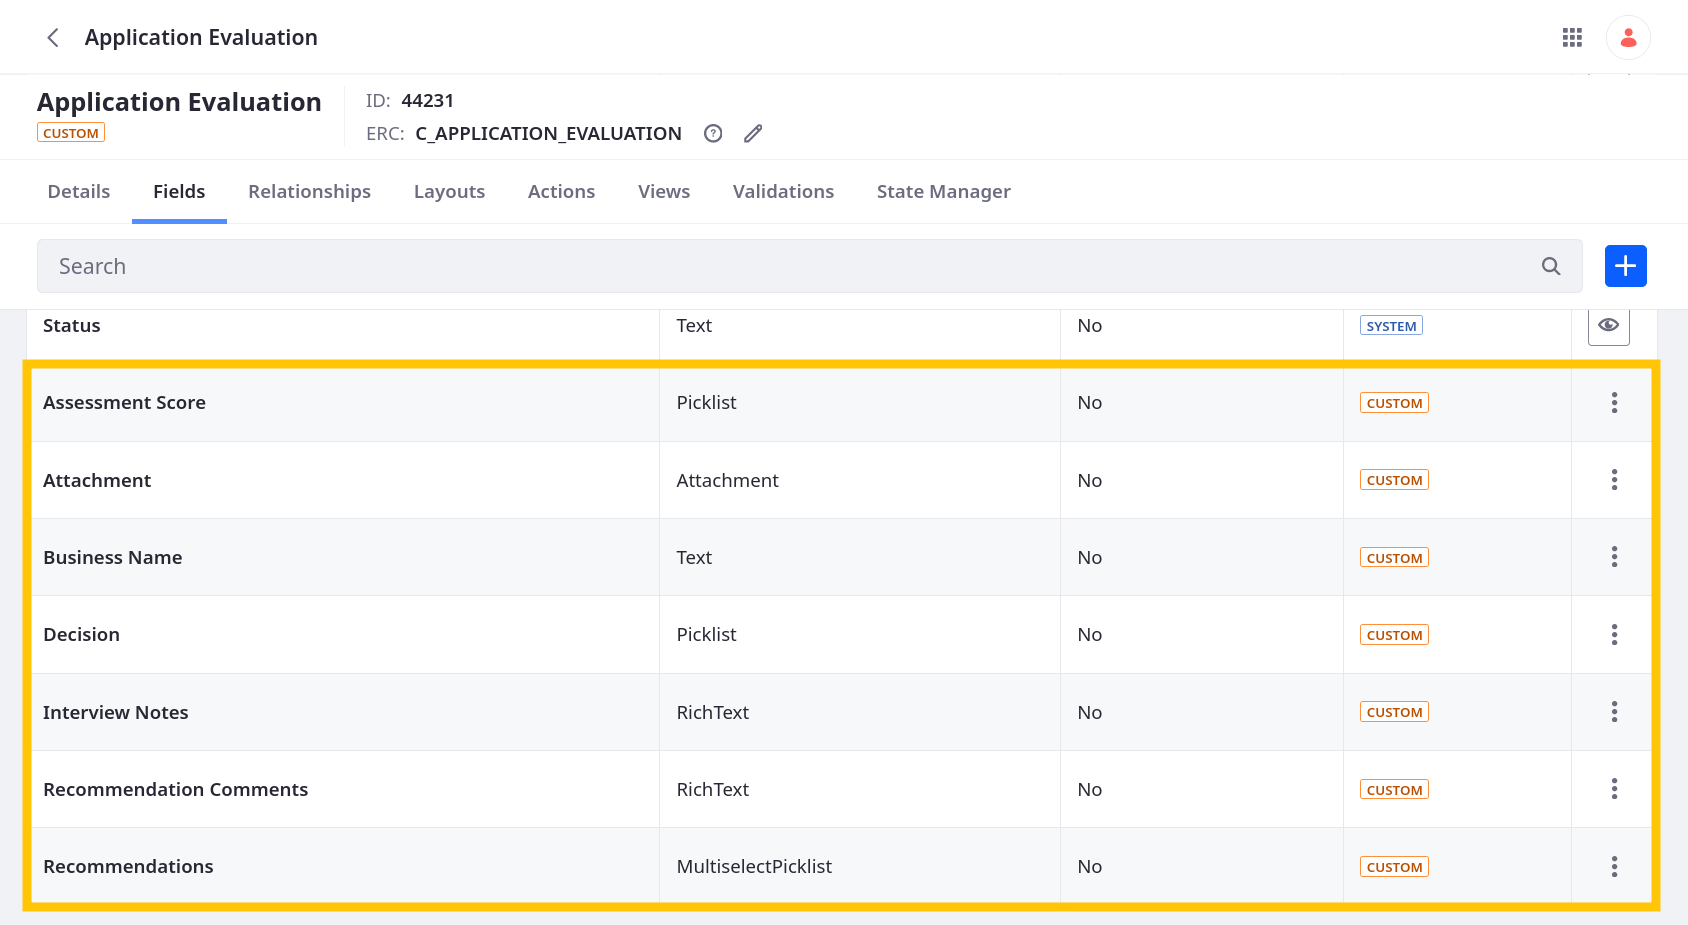 Application Evaluation
Application Evaluation
CUSTOM
ID: 44231
ERC: C_APPLICATION_EVALUATION
Details Fields Relationships Layouts Actions Views Validations State Manager
Search
Status Text No SYSTEM
Assessment Score Picklist No CUSTOM
Attachment Attachment No CUSTOM
Business Name Text No CUSTOM
Decision Picklist No CUSTOM
Interview Notes RichText No CUSTOM
Recommendation Comments RichText No CUSTOM
Recommendations MultiselectPicklist No CUSTOM